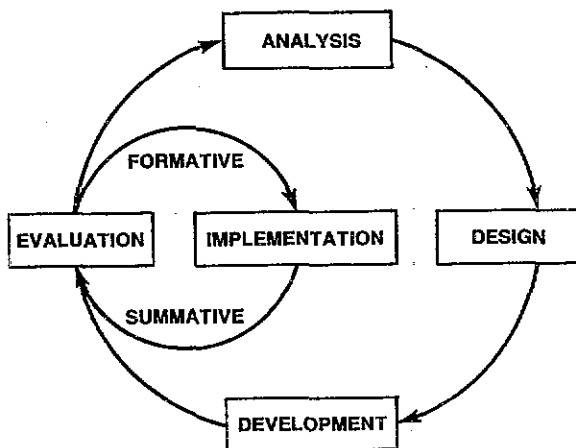 ANALYSIS
FORMATIVE
EVALUATION
IMPLEMENTATION
DESIGN
SUMMATIVE
DEVELOPMENT